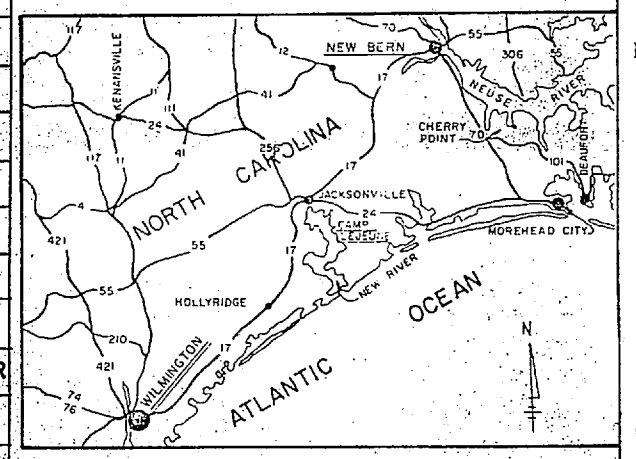 117
70
55
12
NEW BERN
306
55
KENANSVILLE
17
NEUSE RIVER
11
111
41
24
CHERRY
POINT
70
BEAUFORT
256
117
11
41
17
101
NORTH CAROLINA
JACKSONVILLE
4
24
CAMP
LEJEUNE
MOREHEAD CITY
421
55
17
NEW RIVER
55
HOLLYRIDGE
OCEAN
N
210
17
421
WILMINGTON
ATLANTIC
74
76
R